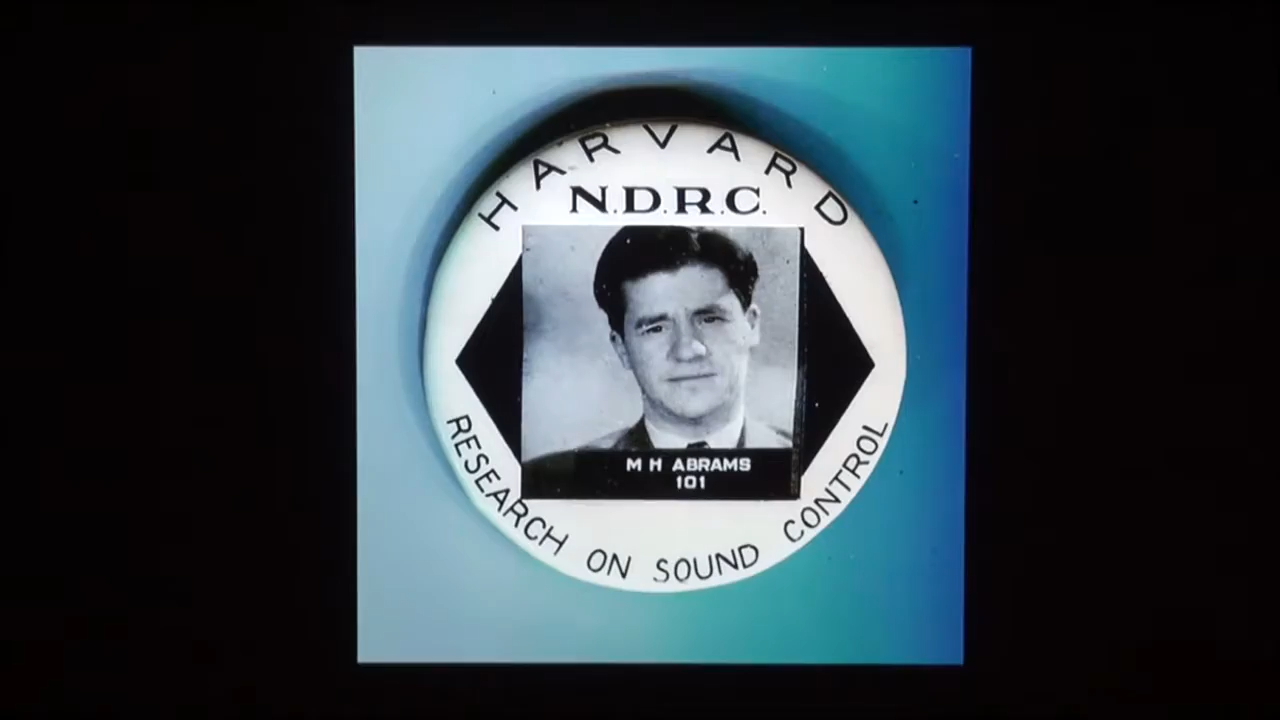 HARVARD
N.D.R.C.
M H ABRAMS
101
RESEARCH ON SOUND CONTROL